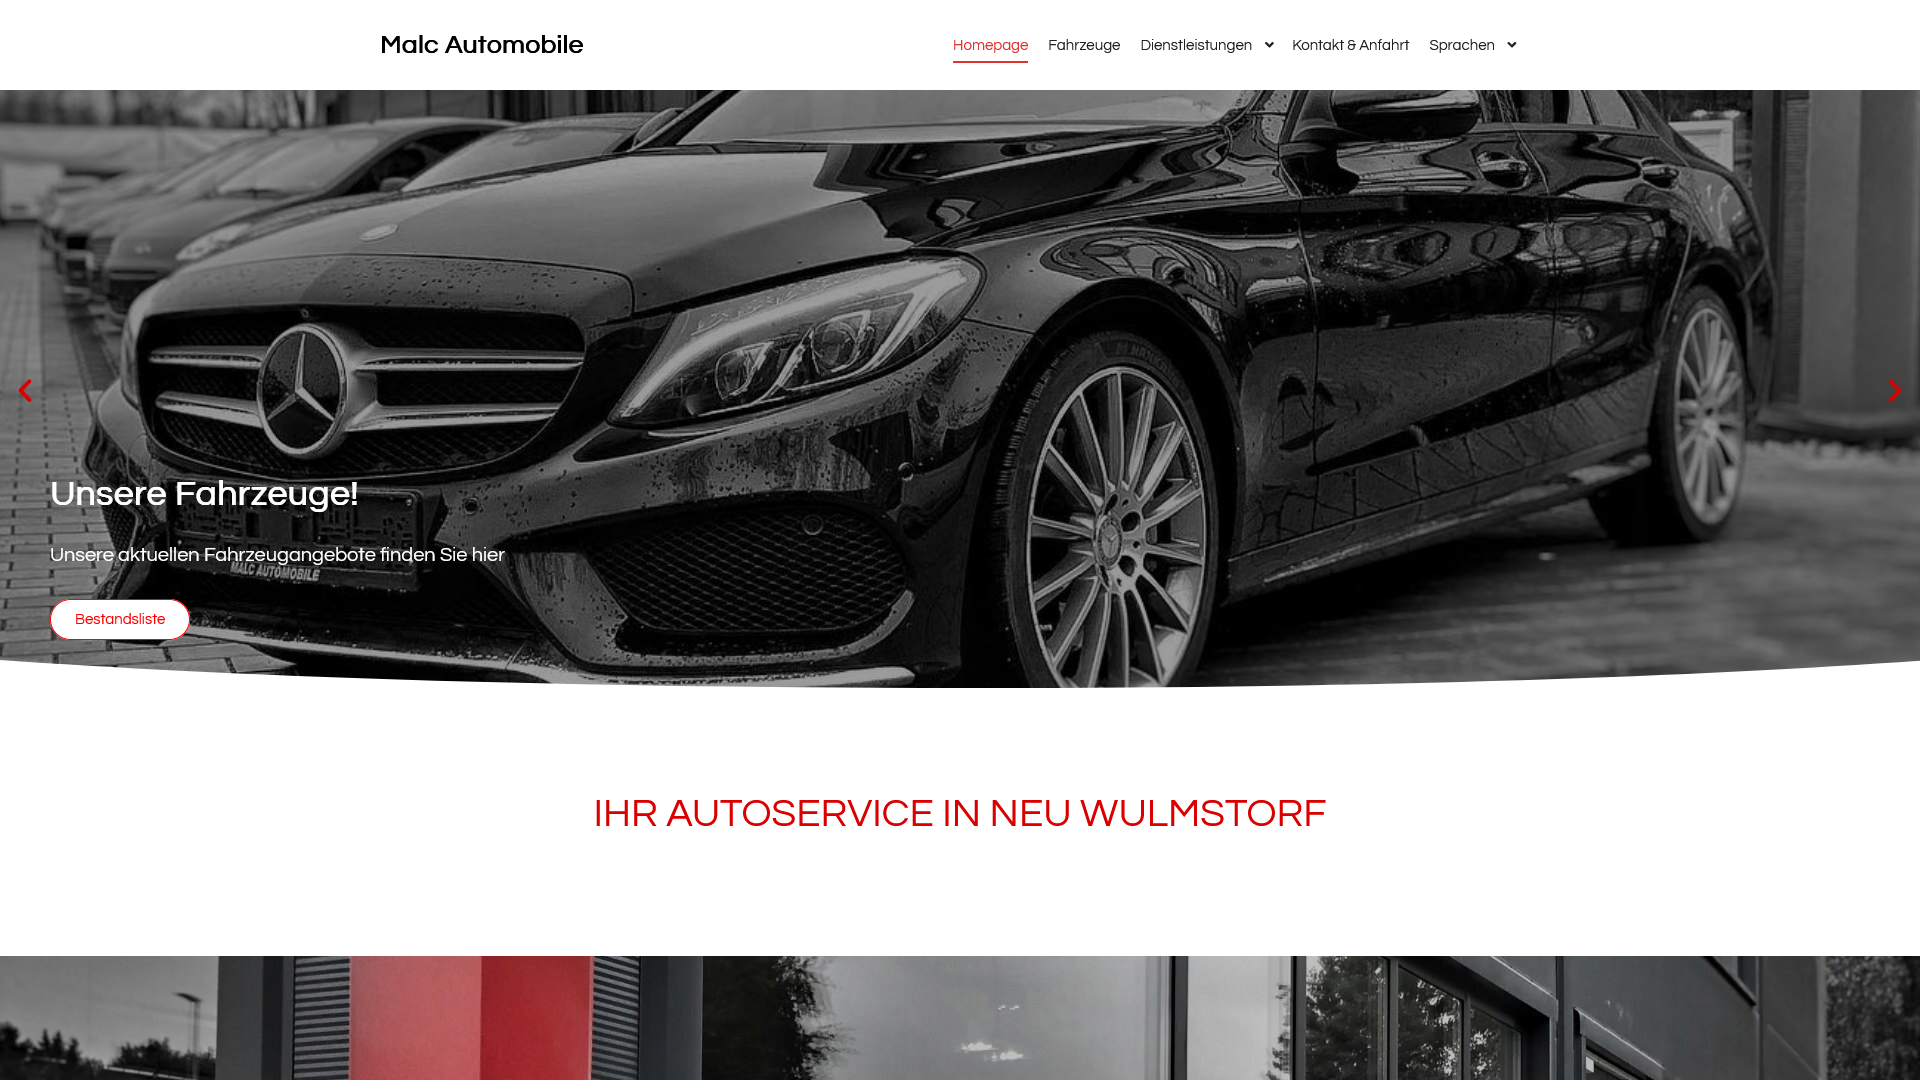 Malc Automobile
Homepage
Fahrzeuge
Dienstleistungen
Kontakt & Anfahrt
Sprachen
Unsere Fahrzeuge!
Unsere aktuellen Fahrzeugangebote finden Sie hier
MALC AUTOMOBILE
Bestandsliste
IHR AUTOSERVICE IN NEU WULMSTORF